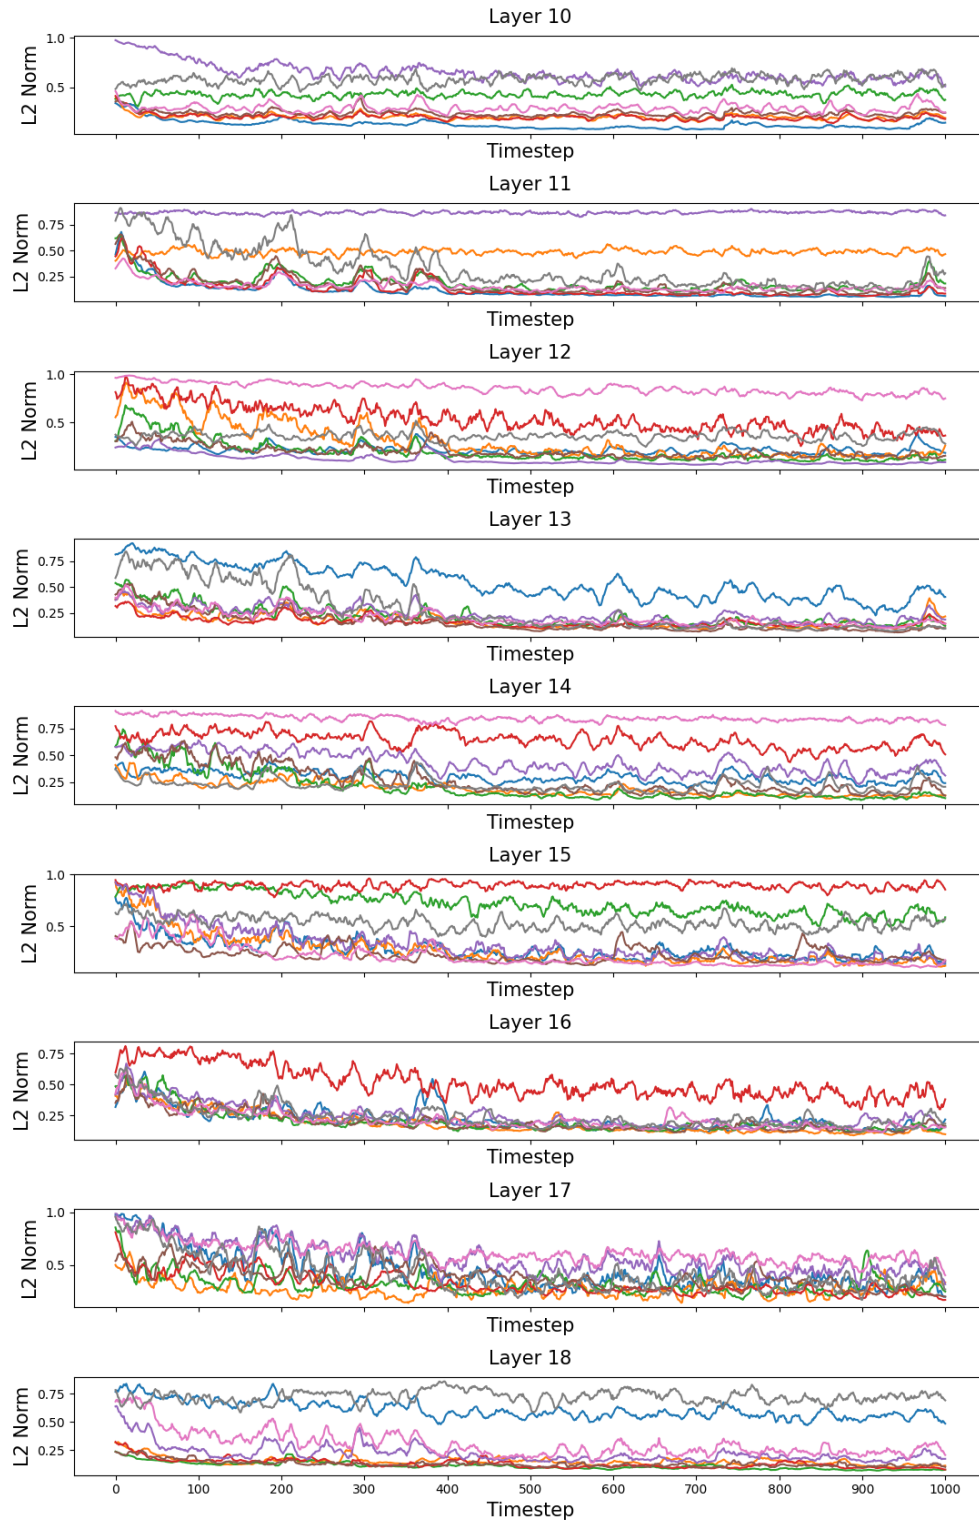 Layer 10
1.0
0.5
L2 Norm
Timestep
Layer 11
0.75
0.50
0.25
L2 Norm
Timestep
Layer 12
1.0
0.5
L2 Norm
Timestep
Layer 13
0.75
0.50
0.25
L2 Norm
Timestep
Layer 14
0.75
0.50
0.25
L2 Norm
Timestep
Layer 15
1.0
0.5
L2 Norm
Timestep
Layer 16
0.75
0.50
0.25
L2 Norm
Timestep
Layer 17
1.0
0.5
L2 Norm
Timestep
Layer 18
0.75
0.50
0.25
L2 Norm
0 100 200 300 400 500 600 700 800 900 1000
Timestep